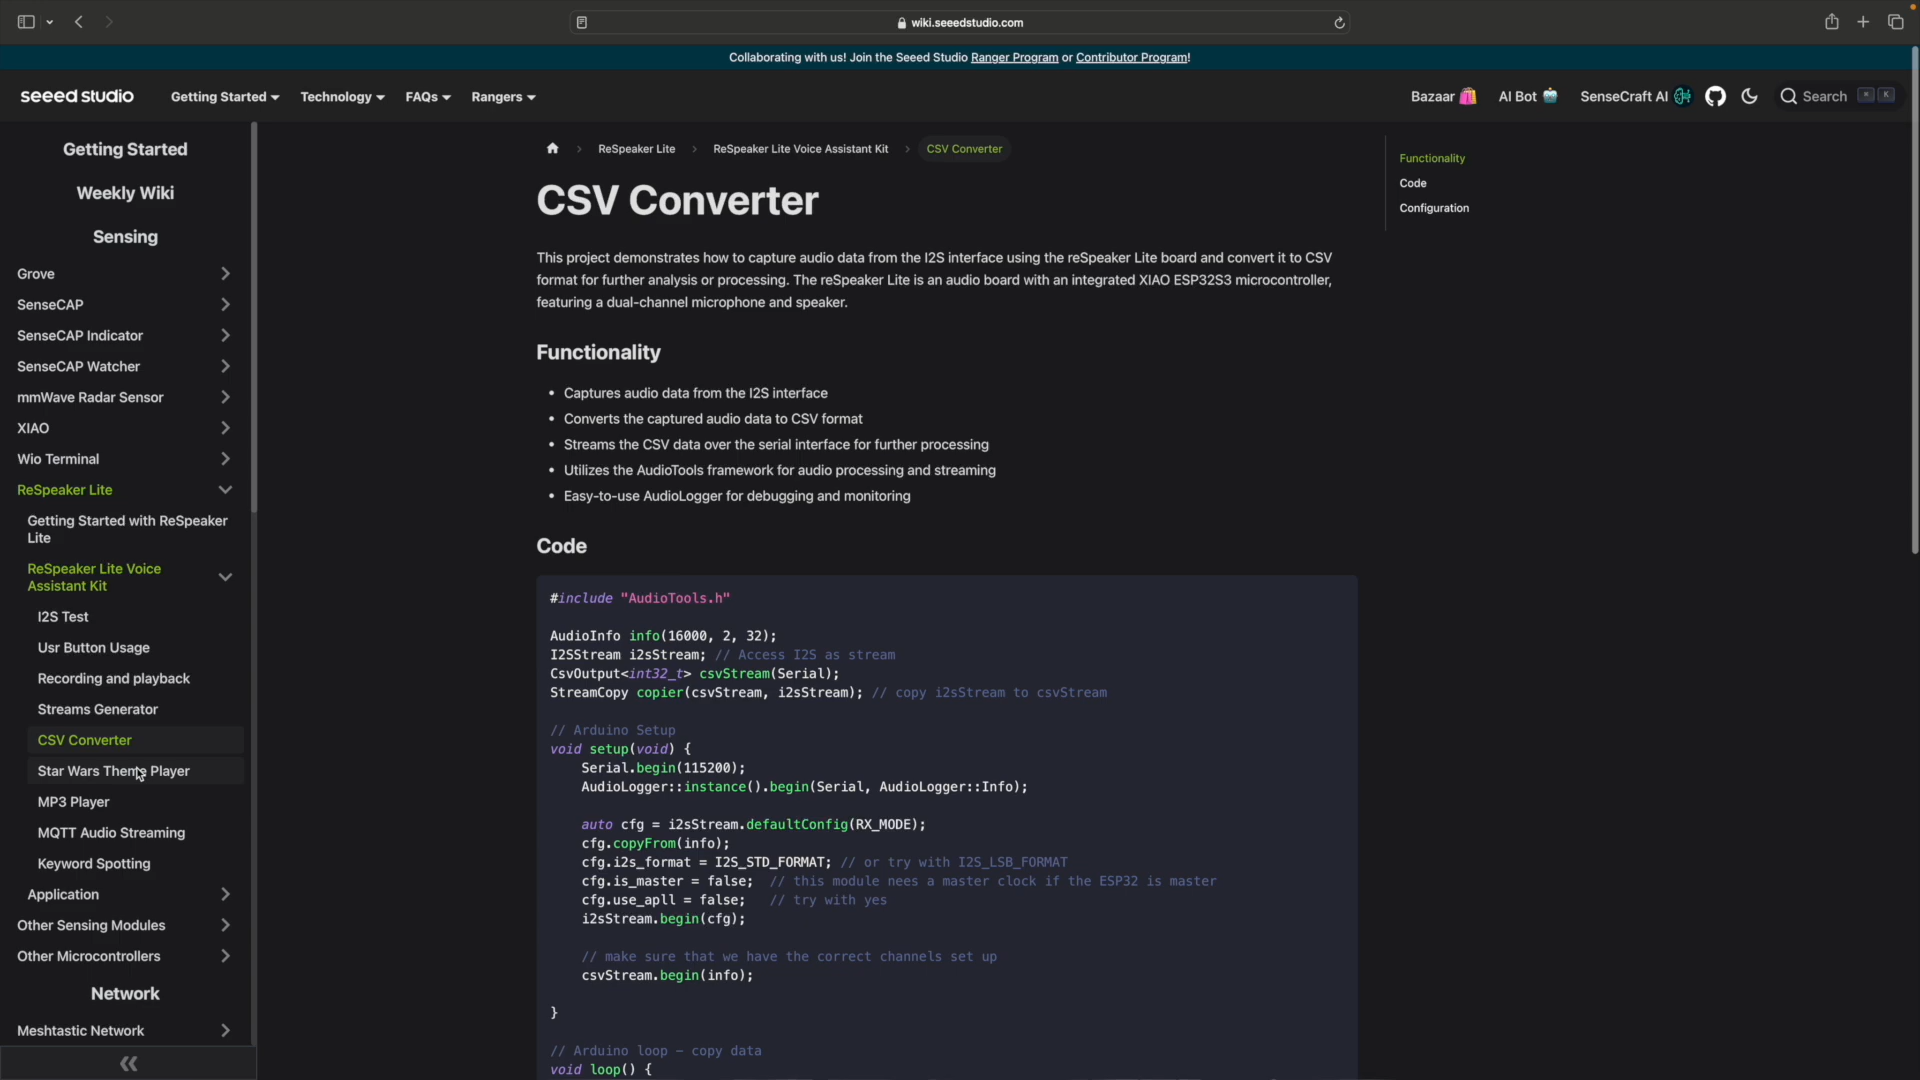 wiki.seeedstudio.com
Collaborating with us! Join the Seeed Studio Ranger Program or Contributor Program!
seeed studio
Getting Started
Technology
FAQs
Rangers
Bazaar
AI Bot
SenseCraft AI
Search
K
Getting Started
Weekly Wiki
Sensing
Grove
SenseCAP
SenseCAP Indicator
SenseCAP Watcher
mmWave Radar Sensor
XIAO
Wio Terminal
ReSpeaker Lite
Getting Started with ReSpeaker
Lite
ReSpeaker Lite Voice
Assistant Kit
I2S Test
Usr Button Usage
Recording and playback
Streams Generator
CSV Converter
Star Wars Theme Player
MP3 Player
MQTT Audio Streaming
Keyword Spotting
Application
Other Sensing Modules
Other Microcontrollers
Network
Meshtastic Network
ReSpeaker Lite
ReSpeaker Lite Voice Assistant Kit
CSV Converter
CSV Converter
This project demonstrates how to capture audio data from the I2S interface using the reSpeaker Lite board and convert it to CSV
format for further analysis or processing. The reSpeaker Lite is an audio board with an integrated XIAO ESP32S3 microcontroller,
featuring a dual-channel microphone and speaker.
Functionality
• Captures audio data from the I2S interface
• Converts the captured audio data to CSV format
• Streams the CSV data over the serial interface for further processing
• Utilizes the AudioTools framework for audio processing and streaming
• Easy-to-use AudioLogger for debugging and monitoring
Code
#include "AudioTools.h"
AudioInfo info(16000, 2, 32);
I2SStream i2sStream; // Access I2S as stream
CsvOutput<int32_t> csvStream(Serial);
StreamCopy copier(csvStream, i2sStream); // copy i2sStream to csvStream
// Arduino Setup
void setup(void) {
Serial.begin(115200);
AudioLogger::instance().begin(Serial, AudioLogger::Info);
auto cfg = i2sStream.defaultConfig(RX_MODE);
cfg.copyFrom(info);
cfg.i2s_format = I2S_STD_FORMAT; // or try with I2S_LSB_FORMAT
cfg.is_master = false; // this module nees a master clock if the ESP32 is master
cfg.use_apll = false; // try with yes
i2sStream.begin(cfg);
// make sure that we have the correct channels set up
csvStream.begin(info);
}
// Arduino loop – copy data
void loop() {
Functionality
Code
Configuration